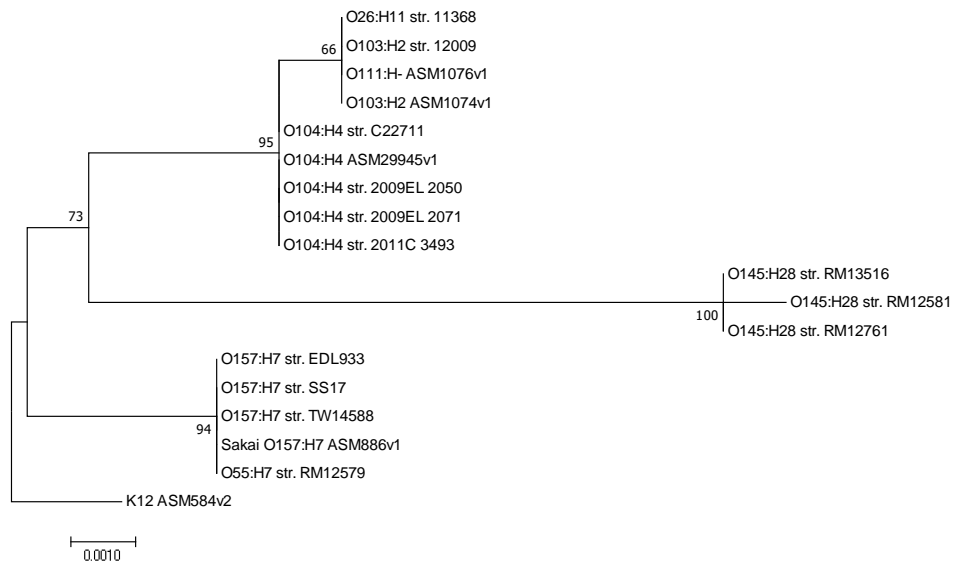 O26:H11 str. 11368
66
O103:H2 str. 12009
O111:H- ASM1076v1
O103:H2 ASM1074v1
O104:H4 str. C22711
95
O104:H4 ASM29945v1
O104:H4 str. 2009EL 2050
O104:H4 str. 2009EL 2071
73
O104:H4 str. 2011C 3493
O145:H28 str. RM13516
O145:H28 str. RM12581
100
O145:H28 str. RM12761
O157:H7 str. EDL933
O157:H7 str. SS17
O157:H7 str. TW14588
94
Sakai O157:H7 ASM886v1
O55:H7 str. RM12579
K12 ASM584v2
0.0010